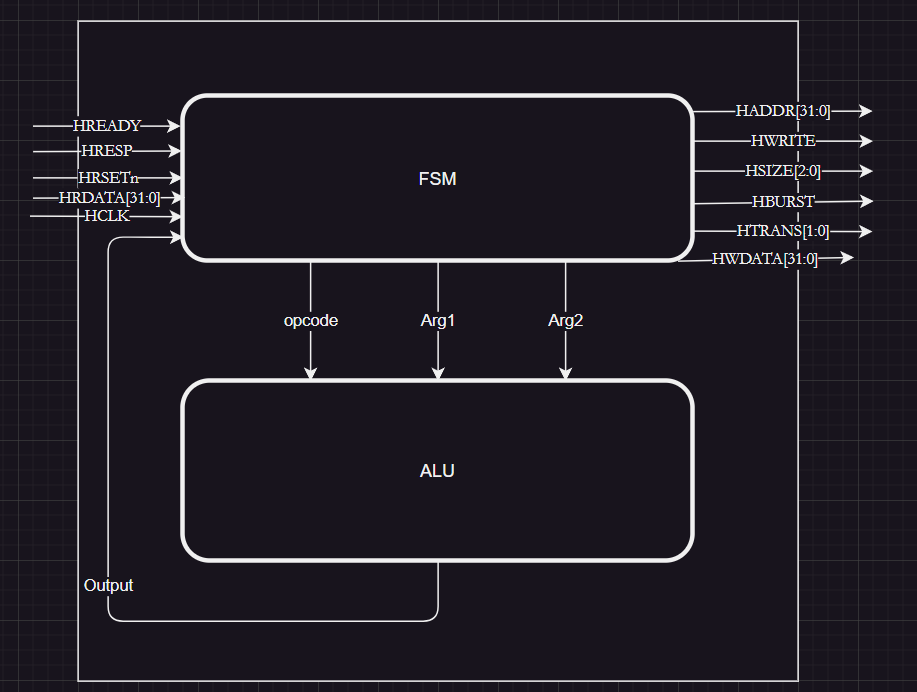 HREADY
HRESP
HRSETn
HRDATA[31:0]
HCLK
FSM
HADDR[31:0]
HWRITE
HSIZE[2:0]
HBURST
HTRANS[1:0]
HWDATA[31:0]
opcode
Arg1
Arg2
ALU
Output